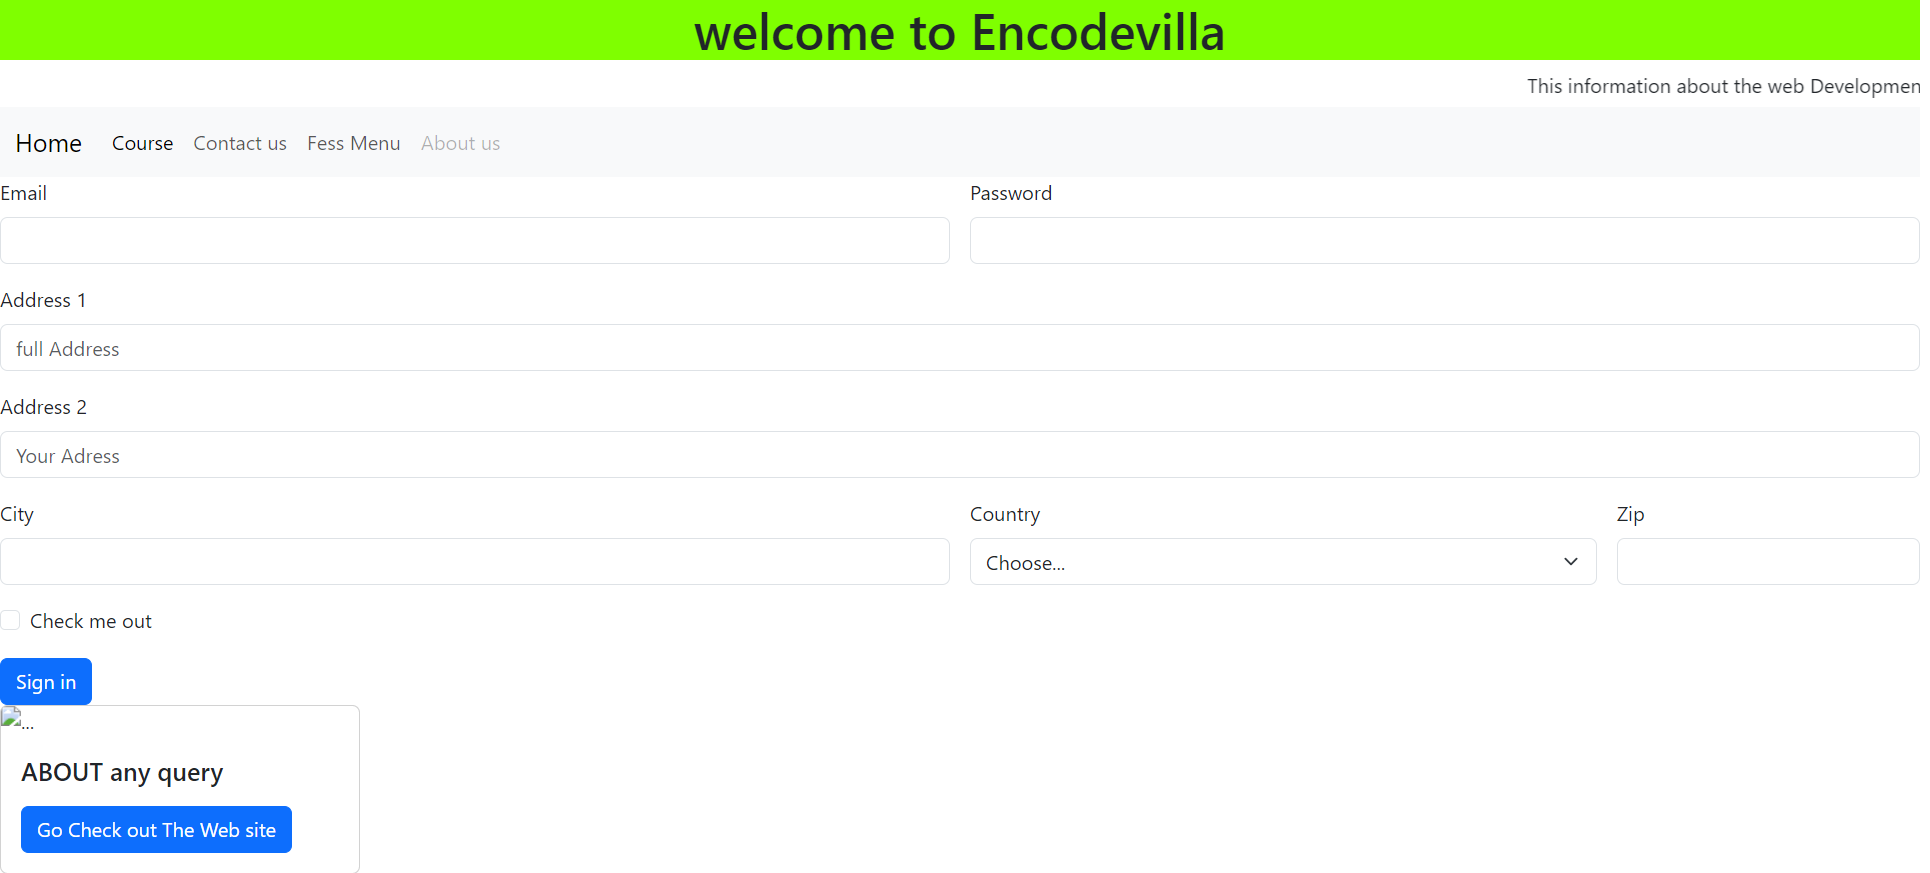 welcome to Encodevilla
This information about the web Developmen
Home Course Contact us Fess Menu About us
Email Password
Address 1
full Address
Address 2
Your Adress
City Country Zip
Choose...
Check me out
Sign in
...
ABOUT any query
Go Check out The Web site